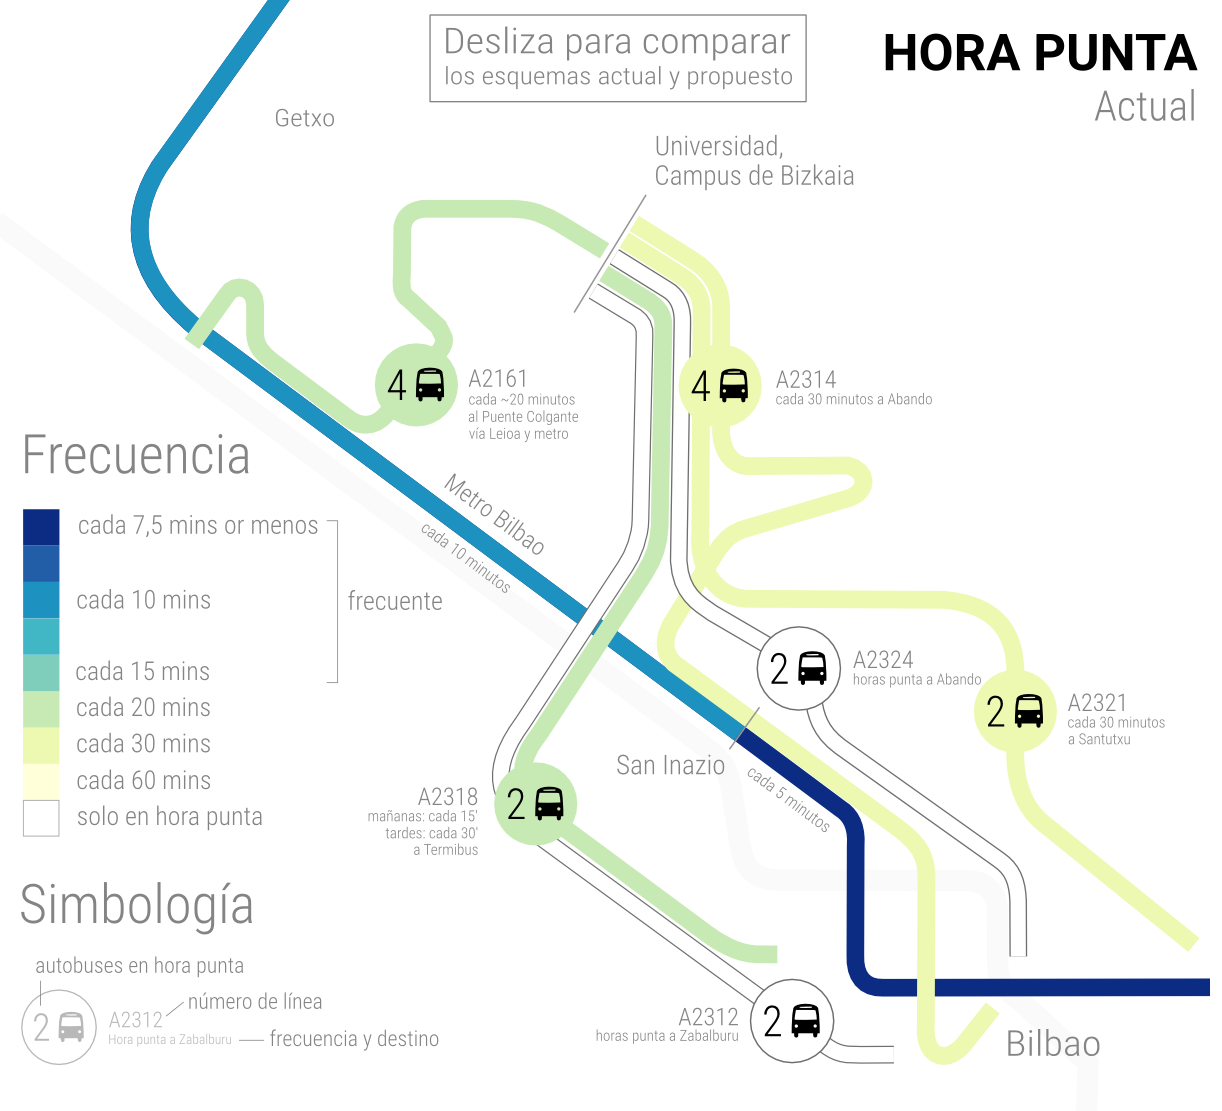 Desliza para comparar
los esquemas actual y propuesto
HORA PUNTA
Actual
Getxo
Universidad,
Campus de Bizkaia
4
A2161
cada ~20 minutos
al Puente Colgante
vía Leioa y metro
4
A2314
cada 30 minutos a Abando
Frecuencia
cada 7,5 mins or menos
cada 10 mins
frecuente
cada 15 mins
cada 20 mins
cada 30 mins
cada 60 mins
solo en hora punta
Metro Bilbao
cada 10 minutos
2
A2324
horas punta a Abando
2
A2321
cada 30 minutos
a Santutxu
San Inazio
cada 5 minutos
A2318
mañanas: cada 15'
tardes: cada 30'
a Termibus
2
Simbología
autobuses en hora punta
2
A2312
Hora punta a Zabalburu
número de línea
frecuencia y destino
A2312
horas punta a Zabalburu
2
Bilbao